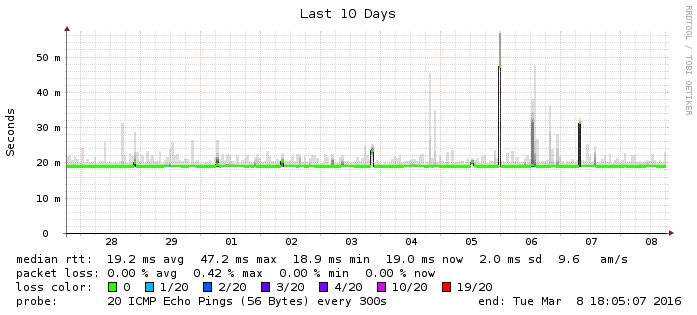 Last 10 Days
RRDTOOL / TOBI OETIKER
Seconds
50 m
40 m
30 m
20 m
10 m
0
28 29 01 02 03 04 05 06 07 08
median rtt: 19.2 ms avg 47.2 ms max 18.9 ms min 19.0 ms now 2.0 ms sd 9.6 am/s
packet loss: 0.00 % avg 0.42 % max 0.00 % min 0.00 % now
loss color: 0 1/20 2/20 3/20 4/20 10/20 19/20
probe: 20 ICMP Echo Pings (56 Bytes) every 300s end: Tue Mar 8 18:05:07 2016